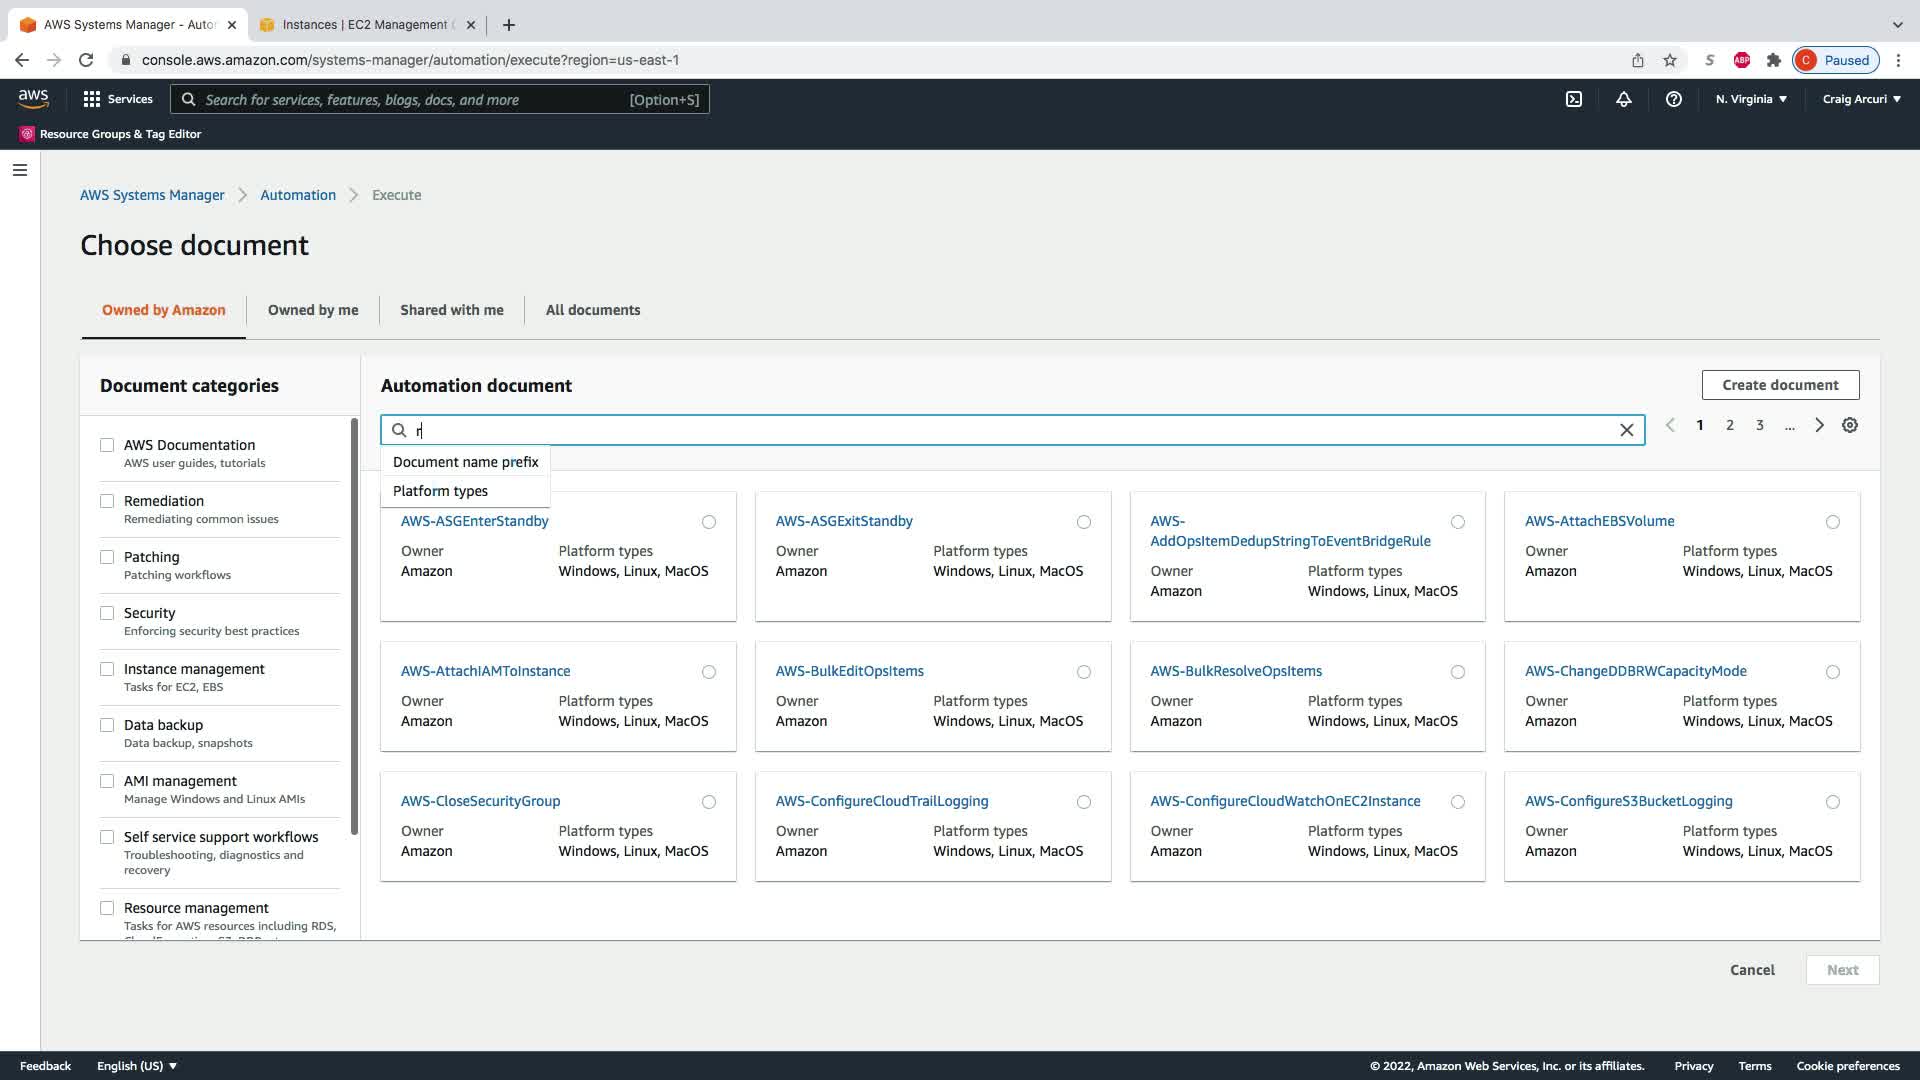 AWS Systems Manager - Autor
Instances | EC2 Management C
console.aws.amazon.com/systems-manager/automation/execute?region=us-east-1
S
ABP
C
Paused
aws
Services
Search for services, features, blogs, docs, and more
[Option+S]
N. Virginia ▼
Craig Arcuri ▼
Resource Groups & Tag Editor
AWS Systems Manager
Automation
Execute
Choose document
Owned by Amazon
Owned by me
Shared with me
All documents
Document categories
AWS Documentation
AWS user guides, tutorials
Remediation
Remediating common issues
Patching
Patching workflows
Security
Enforcing security best practices
Instance management
Tasks for EC2, EBS
Data backup
Data backup, snapshots
AMI management
Manage Windows and Linux AMIs
Self service support workflows
Troubleshooting, diagnostics and
recovery
Resource management
Tasks for AWS resources including RDS,
Automation document
Create document
r
1 2 3 ...
Document name prefix
Platform types
AWS-ASGEnterStandby
Owner
Platform types
Amazon
Windows, Linux, MacOS
AWS-ASGExitStandby
Owner
Platform types
Amazon
Windows, Linux, MacOS
AWS-
AddOpsItemDedupStringToEventBridgeRule
Owner
Platform types
Amazon
Windows, Linux, MacOS
AWS-AttachEBSVolume
Owner
Platform types
Amazon
Windows, Linux, MacOS
AWS-AttachIAMToInstance
Owner
Platform types
Amazon
Windows, Linux, MacOS
AWS-BulkEditOpsItems
Owner
Platform types
Amazon
Windows, Linux, MacOS
AWS-BulkResolveOpsItems
Owner
Platform types
Amazon
Windows, Linux, MacOS
AWS-ChangeDDBRWCapacityMode
Owner
Platform types
Amazon
Windows, Linux, MacOS
AWS-CloseSecurityGroup
Owner
Platform types
Amazon
Windows, Linux, MacOS
AWS-ConfigureCloudTrailLogging
Owner
Platform types
Amazon
Windows, Linux, MacOS
AWS-ConfigureCloudWatchOnEC2Instance
Owner
Platform types
Amazon
Windows, Linux, MacOS
AWS-ConfigureS3BucketLogging
Owner
Platform types
Amazon
Windows, Linux, MacOS
Cancel
Next
Feedback
English (US) ▼
© 2022, Amazon Web Services, Inc. or its affiliates.
Privacy
Terms
Cookie preferences